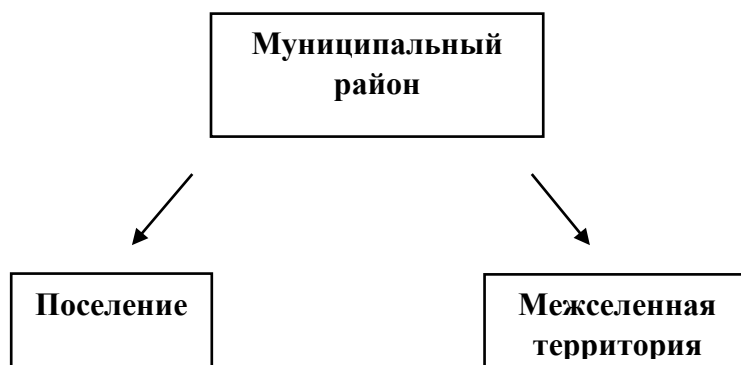 Муниципальный
район
Поселение
Межселенная
территория